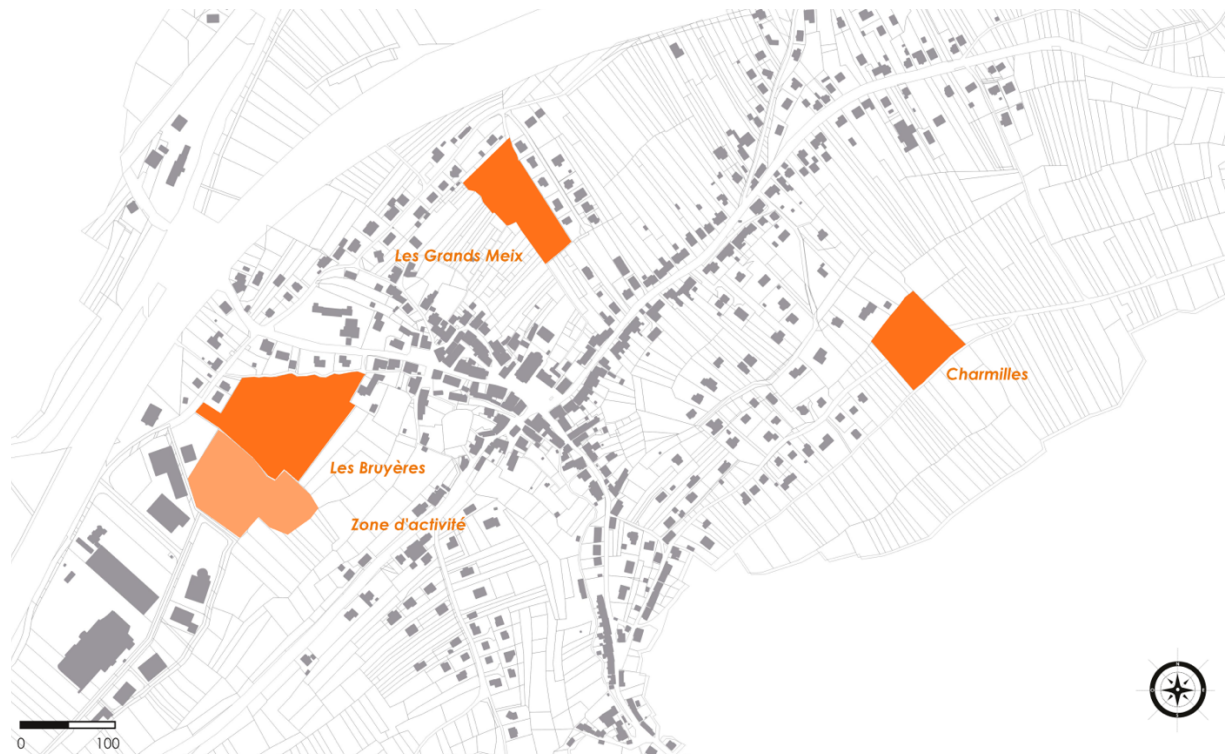 Les Grands Meix
Charmilles
Les Bruyères
Zone d'activité
0 100